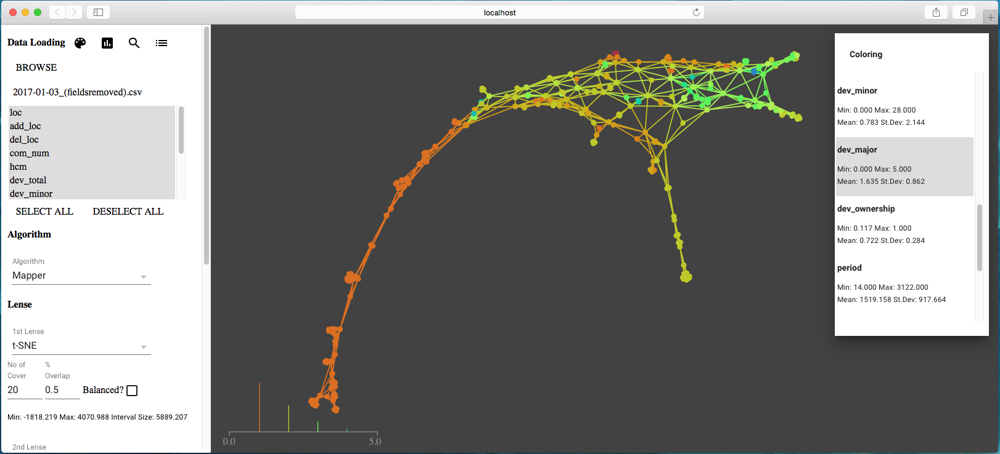 localhost
Data Loading
BROWSE
2017-01-03_(fieldsremoved).csv
loc
add_loc
del_loc
com_num
hcm
dev_total
dev_minor
SELECT ALL DESELECT ALL
Algorithm
Algorithm
Mapper
Lense
1st Lense
t-SNE
No of Cover % Overlap
20 0.5 Balanced?
Min: -1818.219 Max: 4070.988 Interval Size: 5889.207
2nd Lense
0.0 5.0
Coloring
dev_minor
Min: 0.000 Max: 28.000
Mean: 0.783 St.Dev: 2.144
dev_major
Min: 0.000 Max: 5.000
Mean: 1.635 St.Dev: 0.862
dev_ownership
Min: 0.117 Max: 1.000
Mean: 0.722 St.Dev: 0.284
period
Min: 14.000 Max: 3122.000
Mean: 1519.158 St.Dev: 917.664